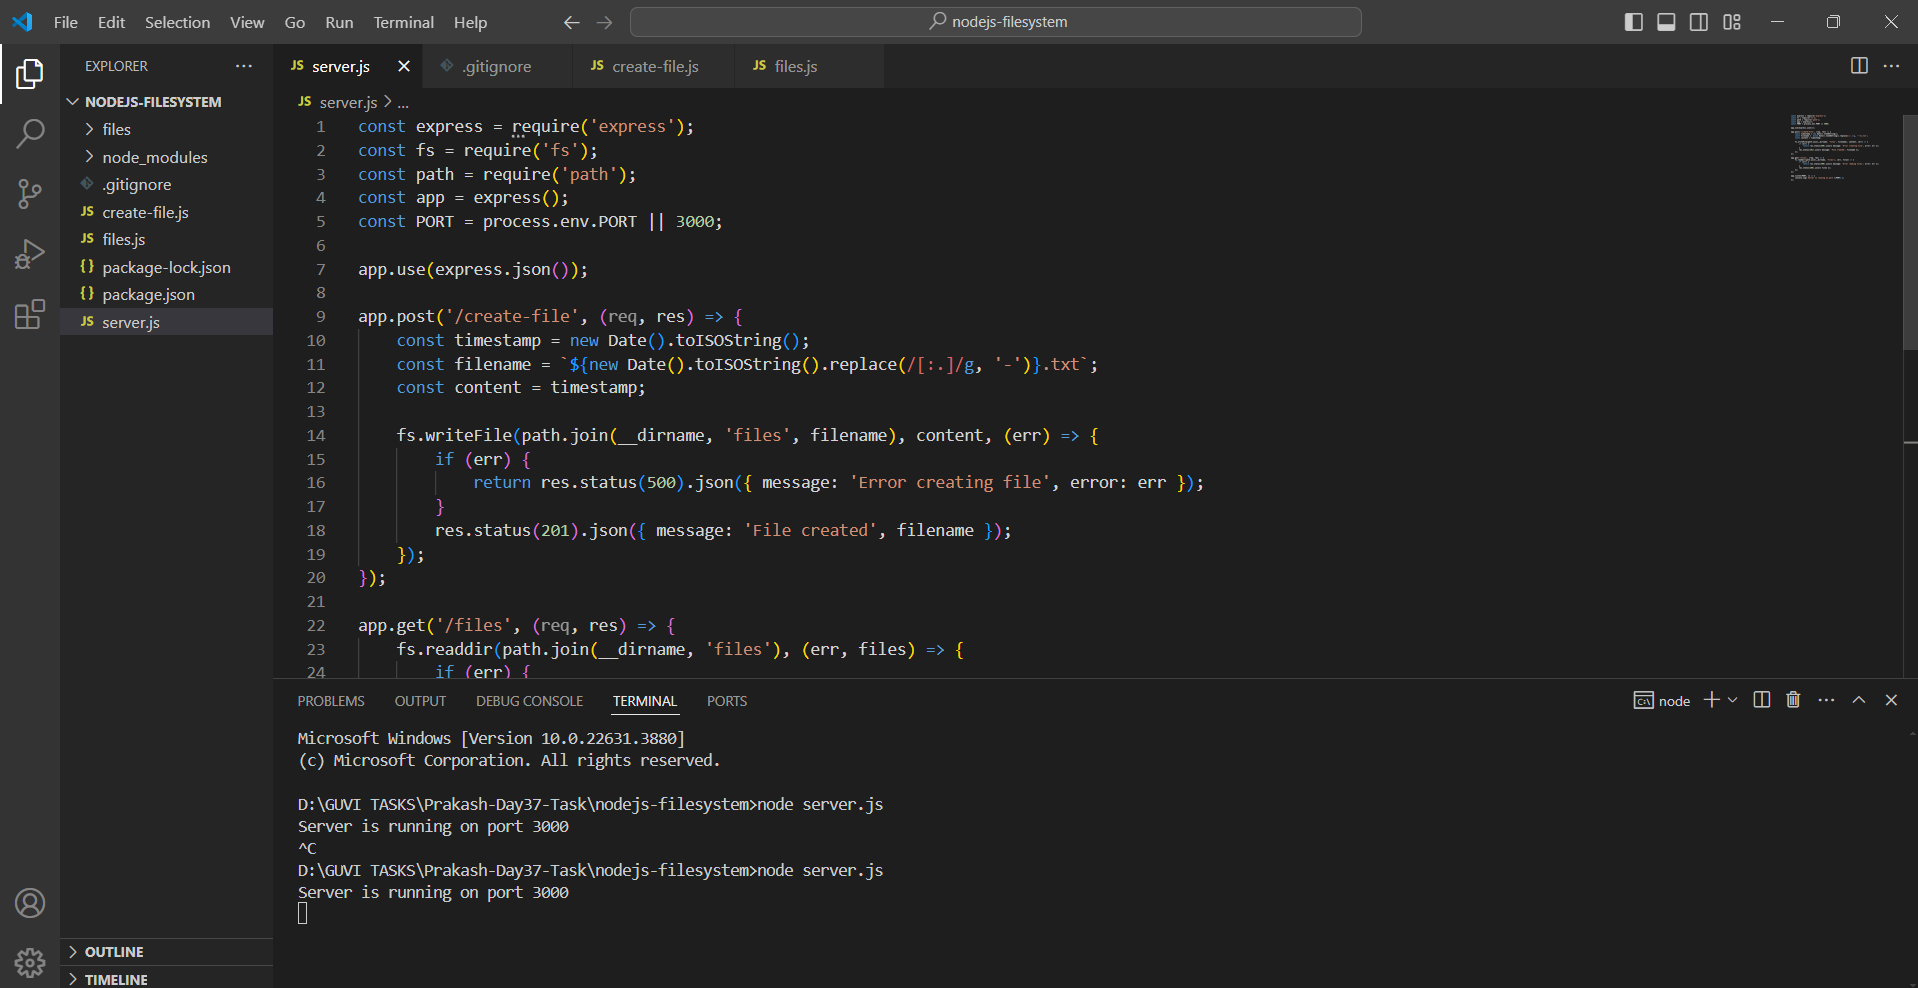 File Edit Selection View Go Run Terminal Help
nodejs-filesystem
EXPLORER
NODEJS-FILESYSTEM
files
node_modules
.gitignore
JS create-file.js
JS files.js
{} package-lock.json
{} package.json
JS server.js
OUTLINE
TIMELINE
JS server.js .gitignore JS create-file.js JS files.js
JS server.js > ...
1 const express = require('express');
2 const fs = require('fs');
3 const path = require('path');
4 const app = express();
5 const PORT = process.env.PORT || 3000;
6
7 app.use(express.json());
8
9 app.post('/create-file', (req, res) => {
10 const timestamp = new Date().toISOString();
11 const filename = `${new Date().toISOString().replace(/[:.]/g, '-')}.txt`;
12 const content = timestamp;
13
14 fs.writeFile(path.join(__dirname, 'files', filename), content, (err) => {
15 if (err) {
16 return res.status(500).json({ message: 'Error creating file', error: err });
17 }
18 res.status(201).json({ message: 'File created', filename });
19 });
20 });
21
22 app.get('/files', (req, res) => {
23 fs.readdir(path.join(__dirname, 'files'), (err, files) => {
24 if (err) {
PROBLEMS OUTPUT DEBUG CONSOLE TERMINAL PORTS
node
Microsoft Windows [Version 10.0.22631.3880]
(c) Microsoft Corporation. All rights reserved.
D:\GUVI TASKS\Prakash-Day37-Task\nodejs-filesystem>node server.js
Server is running on port 3000
^C
D:\GUVI TASKS\Prakash-Day37-Task\nodejs-filesystem>node server.js
Server is running on port 3000